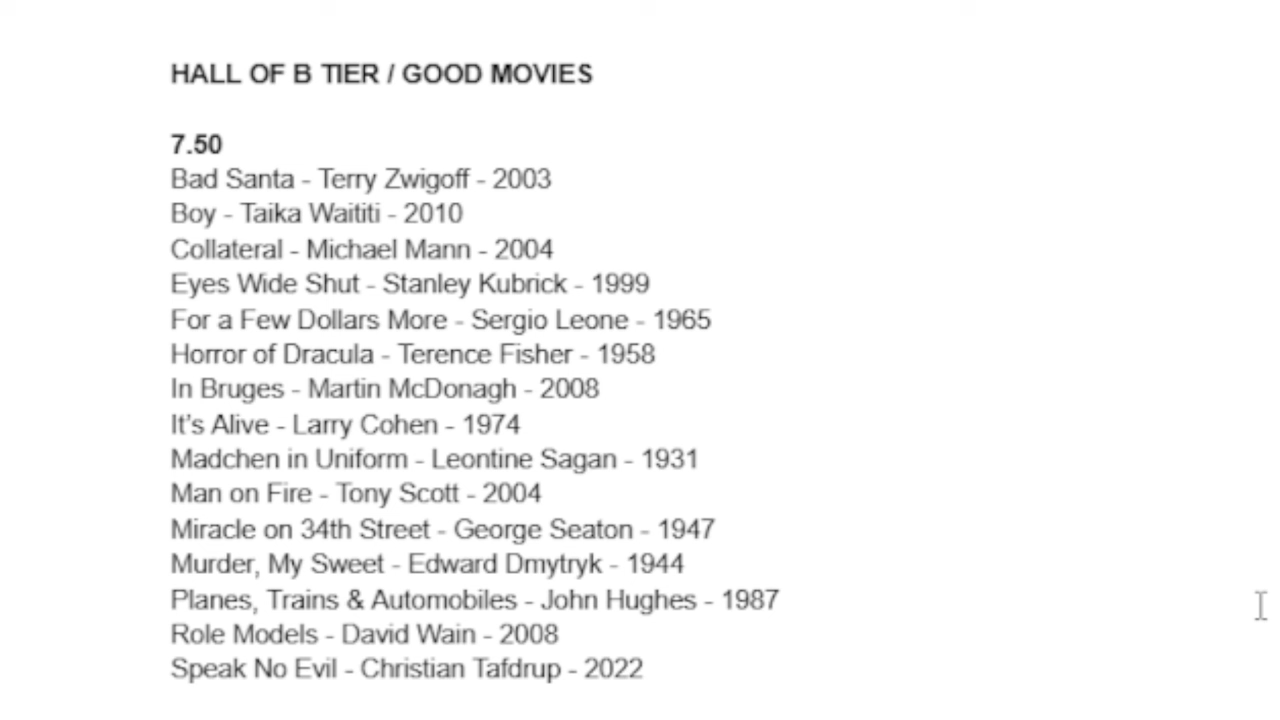 HALL OF B TIER / GOOD MOVIES
7.50
Bad Santa - Terry Zwigoff - 2003
Boy - Taika Waititi - 2010
Collateral - Michael Mann - 2004
Eyes Wide Shut - Stanley Kubrick - 1999
For a Few Dollars More - Sergio Leone - 1965
Horror of Dracula - Terence Fisher - 1958
In Bruges - Martin McDonagh - 2008
It’s Alive - Larry Cohen - 1974
Madchen in Uniform - Leontine Sagan - 1931
Man on Fire - Tony Scott - 2004
Miracle on 34th Street - George Seaton - 1947
Murder, My Sweet - Edward Dmytryk - 1944
Planes, Trains & Automobiles - John Hughes - 1987
Role Models - David Wain - 2008
Speak No Evil - Christian Tafdrup - 2022